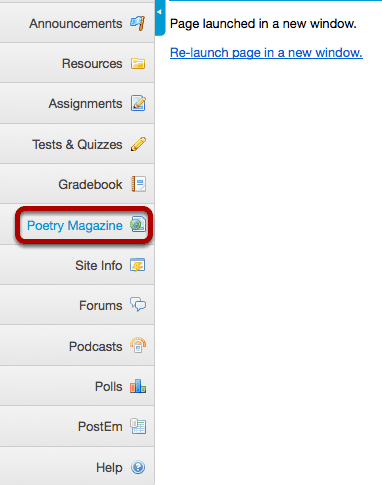 Announcements
Resources
Assignments
Tests & Quizzes
Gradebook
Poetry Magazine
Site Info
Forums
Podcasts
Polls
PostEm
Help
Page launched in a new window.
Re-launch page in a new window.